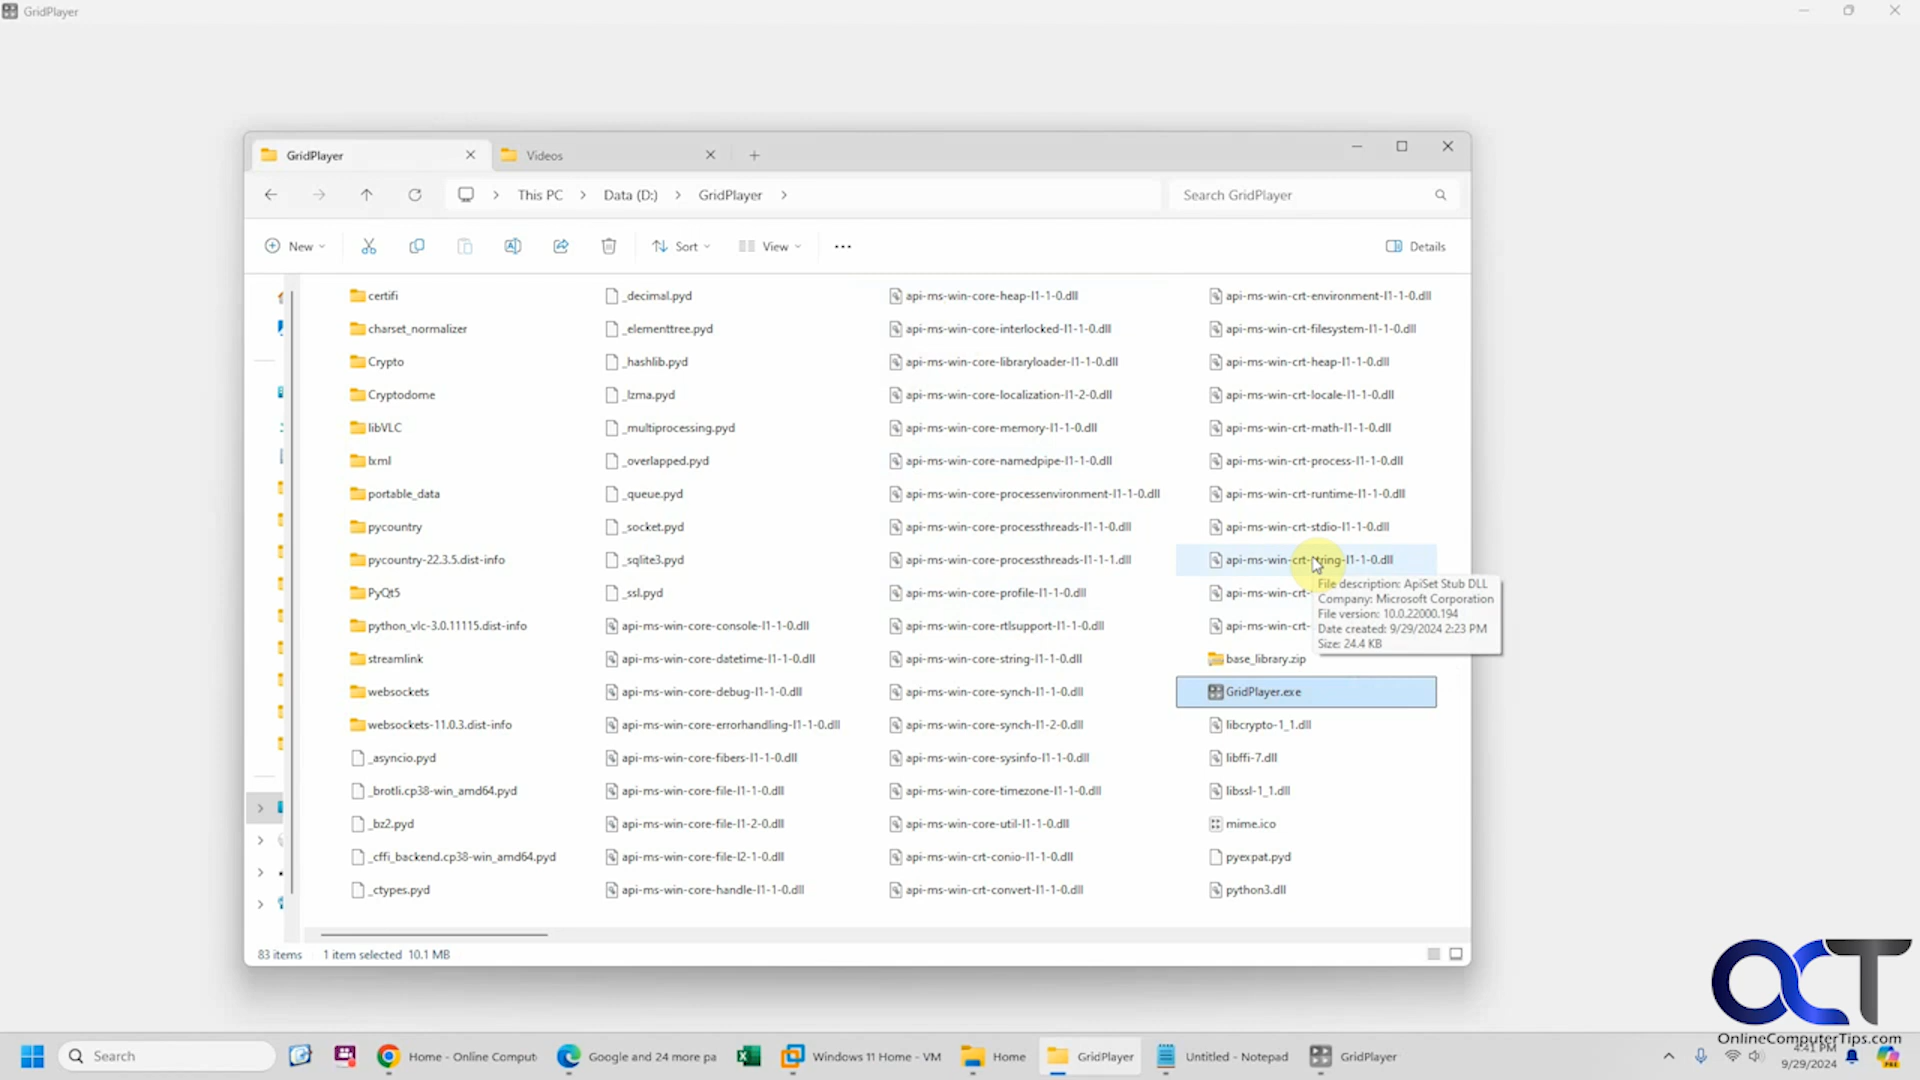 GridPlayer
GridPlayer
Videos
This PC
Data (D:)
GridPlayer
Search GridPlayer
New
Sort
View
Details
certifi
charset_normalizer
Crypto
Cryptodome
libVLC
lxml
portable_data
pycountry
pycountry-22.3.5.dist-info
PyQt5
python_vlc-3.0.11115.dist-info
streamlink
websockets
websockets-11.0.3.dist-info
_asyncio.pyd
_brotli.cp38-win_amd64.pyd
_bz2.pyd
_cffi_backend.cp38-win_amd64.pyd
_ctypes.pyd
_decimal.pyd
_elementtree.pyd
_hashlib.pyd
_lzma.pyd
_multiprocessing.pyd
_overlapped.pyd
_queue.pyd
_socket.pyd
_sqlite3.pyd
_ssl.pyd
api-ms-win-core-console-l1-1-0.dll
api-ms-win-core-datetime-l1-1-0.dll
api-ms-win-core-debug-l1-1-0.dll
api-ms-win-core-errorhandling-l1-1-0.dll
api-ms-win-core-fibers-l1-1-0.dll
api-ms-win-core-file-l1-1-0.dll
api-ms-win-core-file-l1-2-0.dll
api-ms-win-core-file-l2-1-0.dll
api-ms-win-core-handle-l1-1-0.dll
api-ms-win-core-heap-l1-1-0.dll
api-ms-win-core-interlocked-l1-1-0.dll
api-ms-win-core-libraryloader-l1-1-0.dll
api-ms-win-core-localization-l1-2-0.dll
api-ms-win-core-memory-l1-1-0.dll
api-ms-win-core-namedpipe-l1-1-0.dll
api-ms-win-core-processenvironment-l1-1-0.dll
api-ms-win-core-processthreads-l1-1-0.dll
api-ms-win-core-processthreads-l1-1-1.dll
api-ms-win-core-profile-l1-1-0.dll
api-ms-win-core-rtlsupport-l1-1-0.dll
api-ms-win-core-string-l1-1-0.dll
api-ms-win-core-synch-l1-1-0.dll
api-ms-win-core-synch-l1-2-0.dll
api-ms-win-core-sysinfo-l1-1-0.dll
api-ms-win-core-timezone-l1-1-0.dll
api-ms-win-core-util-l1-1-0.dll
api-ms-win-crt-conio-l1-1-0.dll
api-ms-win-crt-convert-l1-1-0.dll
api-ms-win-crt-environment-l1-1-0.dll
api-ms-win-crt-filesystem-l1-1-0.dll
api-ms-win-crt-heap-l1-1-0.dll
api-ms-win-crt-locale-l1-1-0.dll
api-ms-win-crt-math-l1-1-0.dll
api-ms-win-crt-process-l1-1-0.dll
api-ms-win-crt-runtime-l1-1-0.dll
api-ms-win-crt-stdio-l1-1-0.dll
api-ms-win-crt-string-l1-1-0.dll
api-ms-win-crt-
api-ms-win-crt-
base_library.zip
GridPlayer.exe
libcrypto-1_1.dll
libffi-7.dll
libssl-1_1.dll
mime.ico
pyexpat.pyd
python3.dll
File description: ApiSet Stub DLL
Company: Microsoft Corporation
File version: 10.0.22000.194
Date created: 9/29/2024 2:23 PM
Size: 24.4 KB
83 items
1 item selected 10.1 MB
OCT
OnlineComputerTips.com
Search
Home - Online Comput
Google and 24 more pa
Windows 11 Home - VM
Home
GridPlayer
Untitled - Notepad
GridPlayer
4:41 PM
9/29/2024